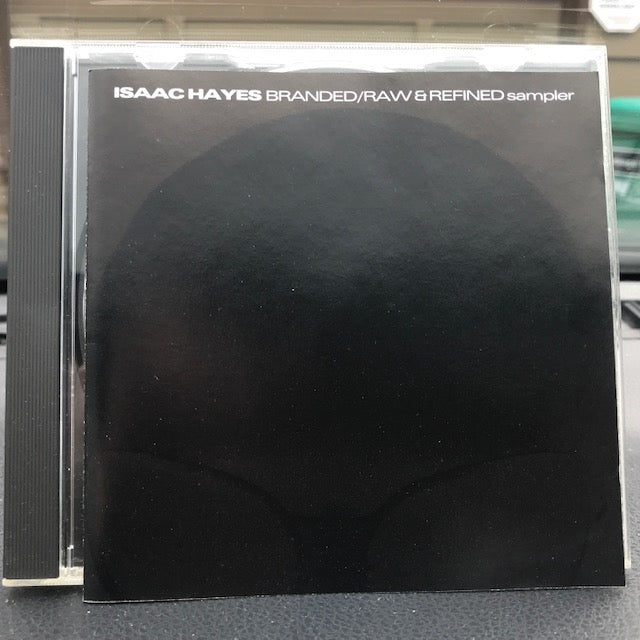 ISAAC HAYES BRANDED/RAW & REFINED sampler